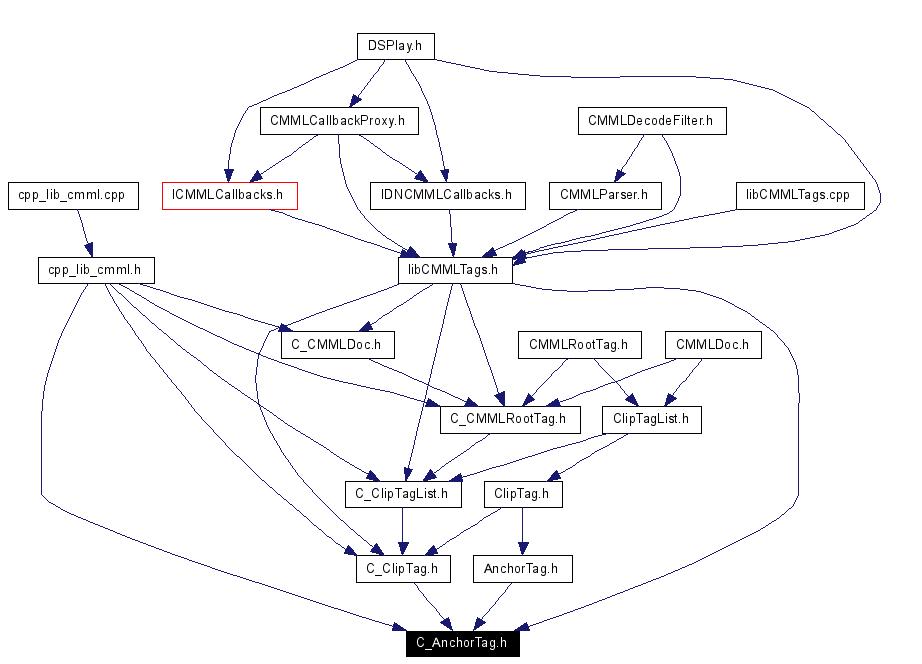 DSPlay.h
CMMLCallbackProxy.h
CMMLDecodeFilter.h
cpp_lib_cmml.cpp
ICMMLCallbacks.h
IDNCMMLCallbacks.h
CMMLParser.h
libCMMLTags.cpp
cpp_lib_cmml.h
libCMMLTags.h
C_CMMLDoc.h
CMMLRootTag.h
CMMLDoc.h
C_CMMLRootTag.h
ClipTagList.h
C_ClipTagList.h
ClipTag.h
C_ClipTag.h
AnchorTag.h
C_AnchorTag.h